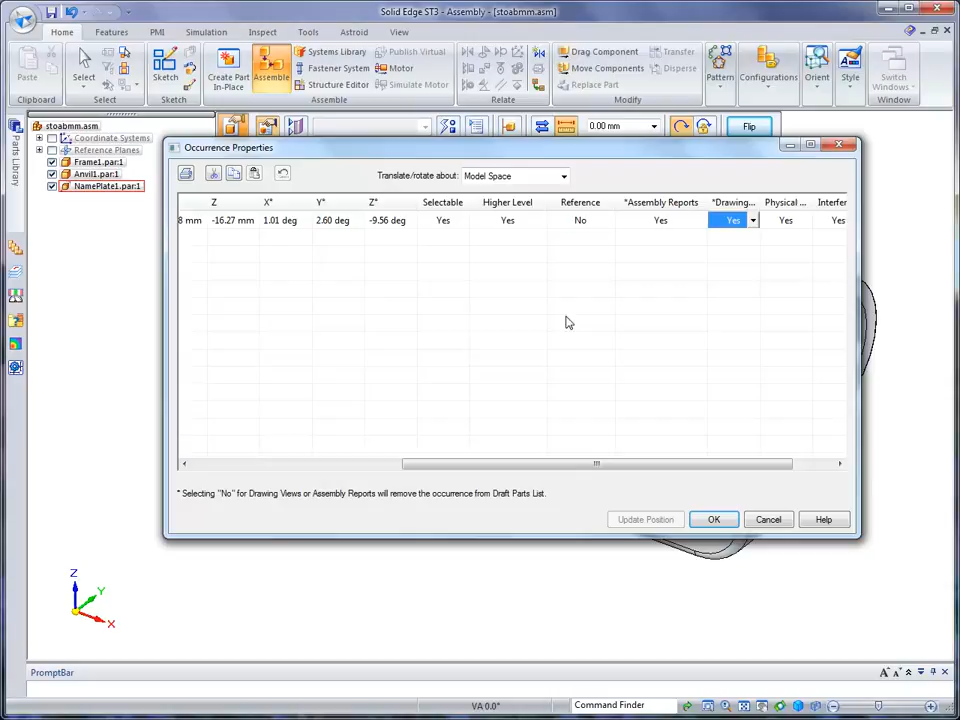 Solid Edge ST3 - Assembly - [stoabmm.asm]
Home Features PMI Simulation Inspect Tools Astroid View
Paste
Clipboard
Select
Select
Sketch
Sketch
Create Part In-Place
Assemble
Systems Library
Fastener System
Structure Editor
Publish Virtual
Motor
Simulate Motor
Assemble
Relate
Drag Component
Move Components
Replace Part
Transfer
Disperse
Modify
Pattern
Configurations
Orient
Style
Switch Windows
Window
0.00 mm
Flip
Parts Library
stoabmm.asm
Coordinate Systems
Reference Planes
Frame1.par:1
Anvil1.par:1
NamePlate1.par:1
Occurrence Properties
Translate/rotate about: Model Space
Z X* Y* Z* Selectable Higher Level Reference *Assembly Reports *Drawing... Physical ... Interfer
8 mm -16.27 mm 1.01 deg 2.60 deg -9.56 deg Yes Yes No Yes Yes Yes Yes
* Selecting "No" for Drawing Views or Assembly Reports will remove the occurrence from Draft Parts List.
Update Position OK Cancel Help
Z
Y
X
PromptBar
VA 0.0°
Command Finder